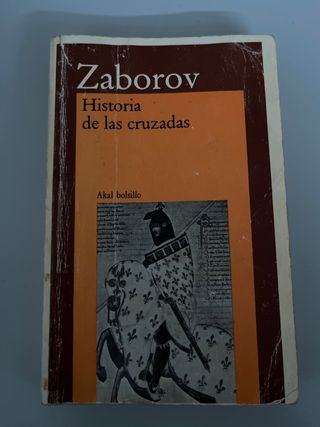 Zaborov
Historia
de las cruzadas
Akal bolsillo